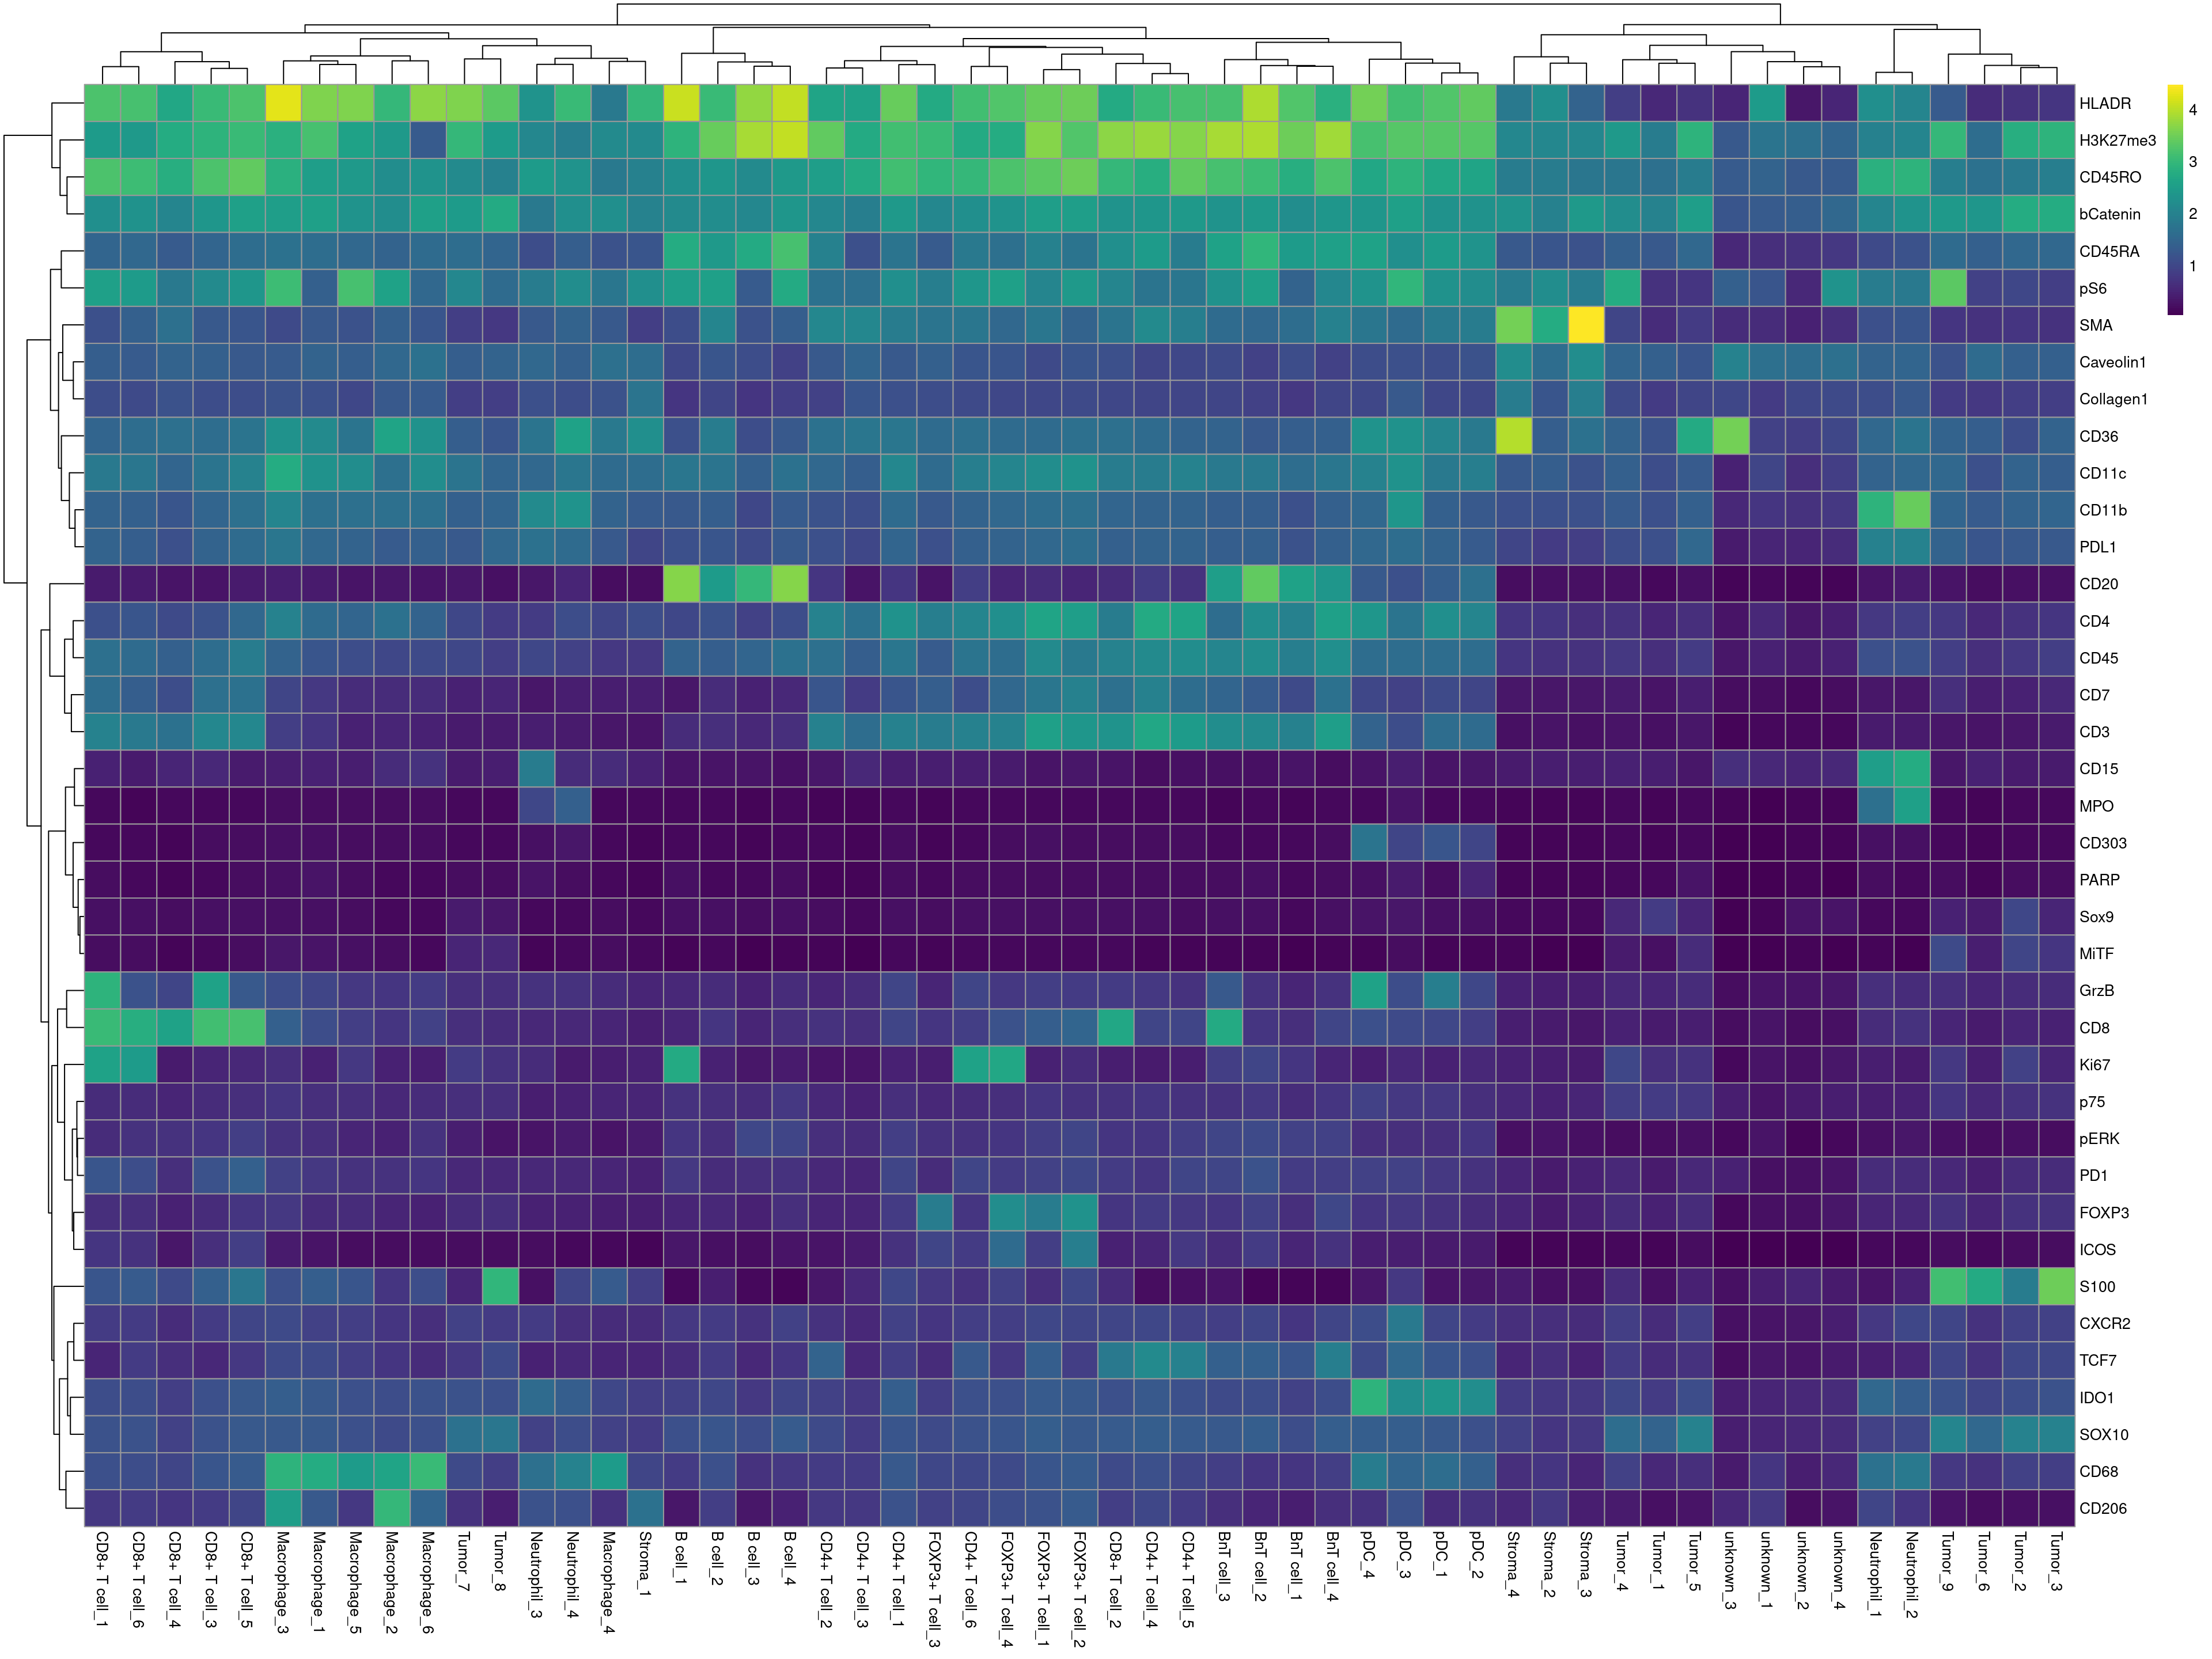 HLADR
H3K27me3
CD45RO
bCatenin
CD45RA
pS6
SMA
Caveolin1
Collagen1
CD36
CD11c
CD11b
PDL1
CD20
CD4
CD45
CD7
CD3
CD15
MPO
CD303
PARP
Sox9
MiTF
GrzB
CD8
Ki67
p75
pERK
PD1
FOXP3
ICOS
S100
CXCR2
TCF7
IDO1
SOX10
CD68
CD206
4
3
2
1
CD8+ T cell_1
CD8+ T cell_6
CD8+ T cell_4
CD8+ T cell_3
CD8+ T cell_5
Macrophage_3
Macrophage_1
Macrophage_5
Macrophage_2
Macrophage_6
Tumor_7
Tumor_8
Neutrophil_3
Neutrophil_4
Macrophage_4
Stroma_1
B cell_1
B cell_2
B cell_3
B cell_4
CD4+ T cell_2
CD4+ T cell_3
CD4+ T cell_1
FOXP3+ T cell_3
CD4+ T cell_6
FOXP3+ T cell_4
FOXP3+ T cell_1
FOXP3+ T cell_2
CD8+ T cell_2
CD4+ T cell_4
CD4+ T cell_5
BnT cell_3
BnT cell_2
BnT cell_1
BnT cell_4
pDC_4
pDC_3
pDC_1
pDC_2
Stroma_4
Stroma_2
Stroma_3
Tumor_4
Tumor_1
Tumor_5
unknown_3
unknown_1
unknown_2
unknown_4
Neutrophil_1
Neutrophil_2
Tumor_9
Tumor_6
Tumor_2
Tumor_3